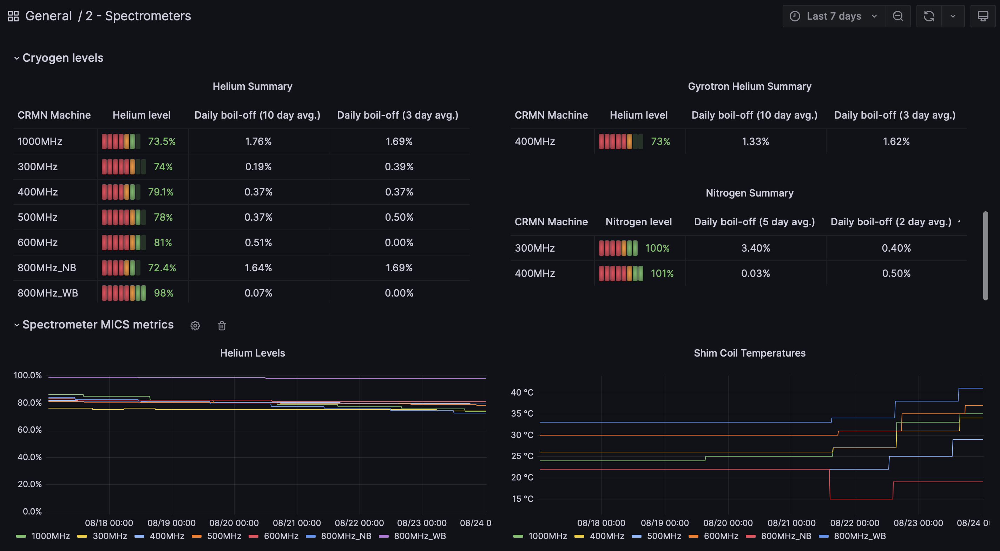 General / 2 - Spectrometers
Last 7 days
Cryogen levels
Helium Summary
CRMN Machine Helium level Daily boil-off (10 day avg.) Daily boil-off (3 day avg.)
1000MHz 73.5% 1.76% 1.69%
300MHz 74% 0.19% 0.39%
400MHz 79.1% 0.37% 0.37%
500MHz 78% 0.37% 0.50%
600MHz 81% 0.51% 0.00%
800MHz_NB 72.4% 1.64% 1.69%
800MHz_WB 98% 0.07% 0.00%
Gyrotron Helium Summary
CRMN Machine Helium level Daily boil-off (10 day avg.) Daily boil-off (3 day avg.)
400MHz 73% 1.33% 1.62%
Nitrogen Summary
CRMN Machine Nitrogen level Daily boil-off (5 day avg.) Daily boil-off (2 day avg.)
300MHz 100% 3.40% 0.40%
400MHz 101% 0.03% 0.50%
Spectrometer MICS metrics
Helium Levels
100.0%
80.0%
60.0%
40.0%
20.0%
0.0%
08/18 00:00 08/19 00:00 08/20 00:00 08/21 00:00 08/22 00:00 08/23 00:00 08/24 0
1000MHz 300MHz 400MHz 500MHz 600MHz 800MHz_NB 800MHz_WB
Shim Coil Temperatures
40 °C
35 °C
30 °C
25 °C
20 °C
15 °C
08/18 00:00 08/19 00:00 08/20 00:00 08/21 00:00 08/22 00:00 08/23 00:00 08/24 0
1000MHz 400MHz 500MHz 600MHz 800MHz_NB 800MHz_WB